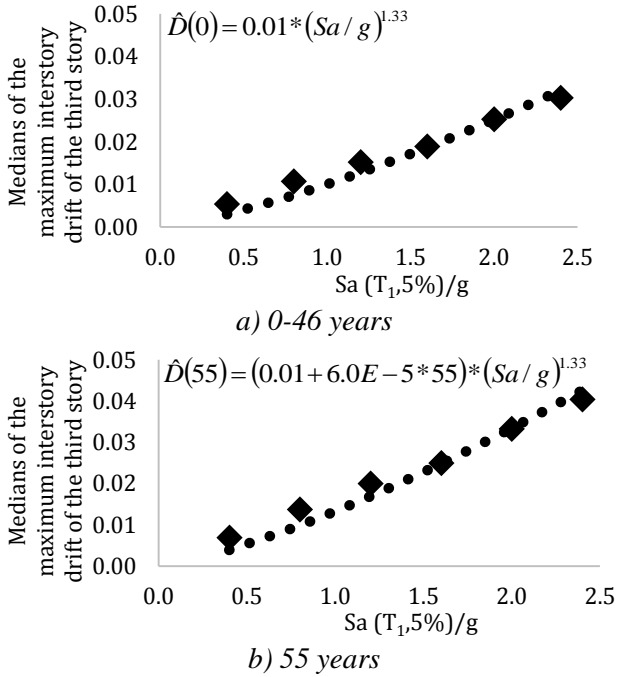 0.05
0.04
0.03
0.02
0.01
0.00
Medians of the
maximum interstory
drift of the third story
D̂(0) = 0.01*(Sa/g)^1.33
0.0 0.5 1.0 1.5 2.0 2.5
Sa (T₁,5%)/g
a) 0-46 years
0.05
0.04
0.03
0.02
0.01
0.00
Medians of the
maximum interstory
drift of the third story
D̂(55) = (0.01+6.0E−5*55)*(Sa/g)^1.33
0.0 0.5 1.0 1.5 2.0 2.5
Sa (T₁,5%)/g
b) 55 years